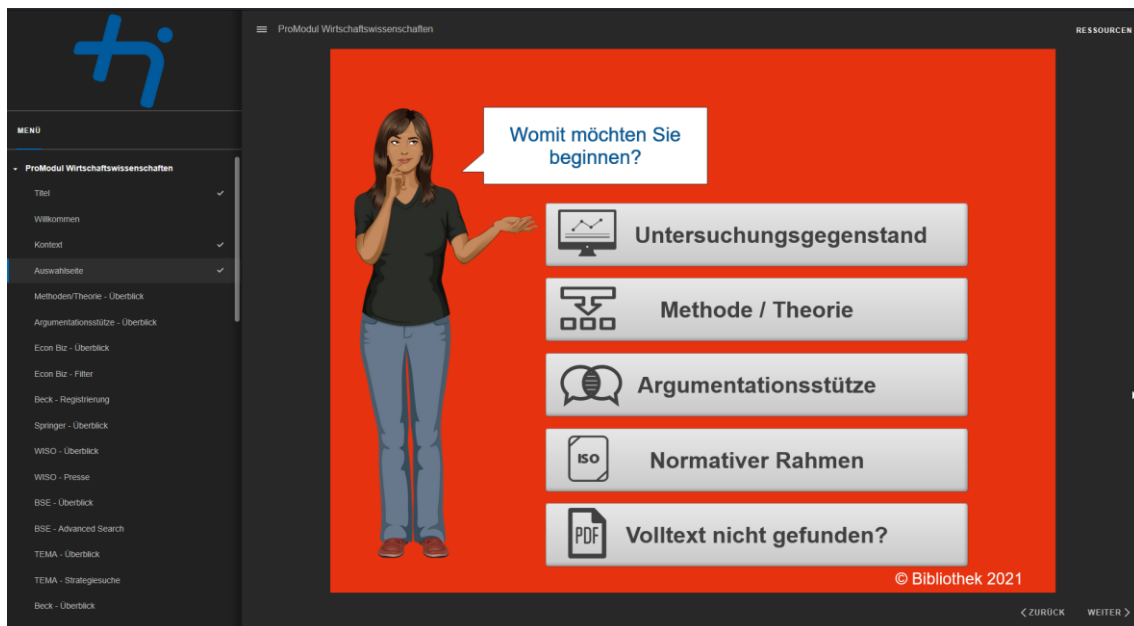 ProModul Wirtschaftswissenschaften
RESSOURCEN
MENÜ
ProModul Wirtschaftswissenschaften
Titel
Willkommen
Kontext
Auswahlseite
Methoden/Theorie - Überblick
Argumentationsstütze - Überblick
Econ Biz - Überblick
Econ Biz - Filter
Beck - Registrierung
Springer - Überblick
WISO - Überblick
WISO - Presse
BSE - Überblick
BSE - Advanced Search
TEMA - Überblick
TEMA - Strategiesuche
Beck - Überblick
Womit möchten Sie
beginnen?
Untersuchungsgegenstand
Methode / Theorie
Argumentationsstütze
ISO
Normativer Rahmen
PDF
Volltext nicht gefunden?
© Bibliothek 2021
ZURÜCK
WEITER